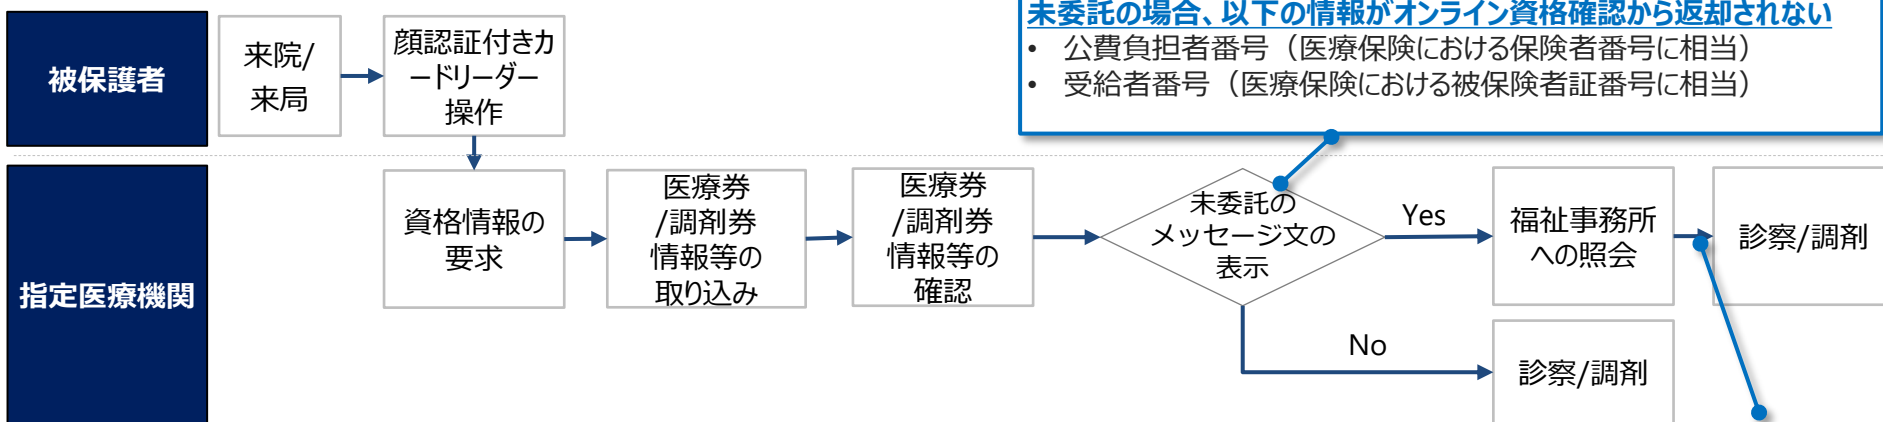 未委託の場合、以下の情報がオンライン資格確認から返却されない
• 公費負担者番号（医療保険における保険者番号に相当）
• 受給者番号（医療保険における被保険者証番号に相当）
被保護者
来院/
来局
顔認証付きカ
ードリーダー
操作
指定医療機関
資格情報の
要求
医療券
/調剤券
情報等の
取り込み
医療券
/調剤券
情報等の
確認
未委託の
メッセージ文の
表示
Yes
福祉事務所
への照会
診察/調剤
No
診察/調剤